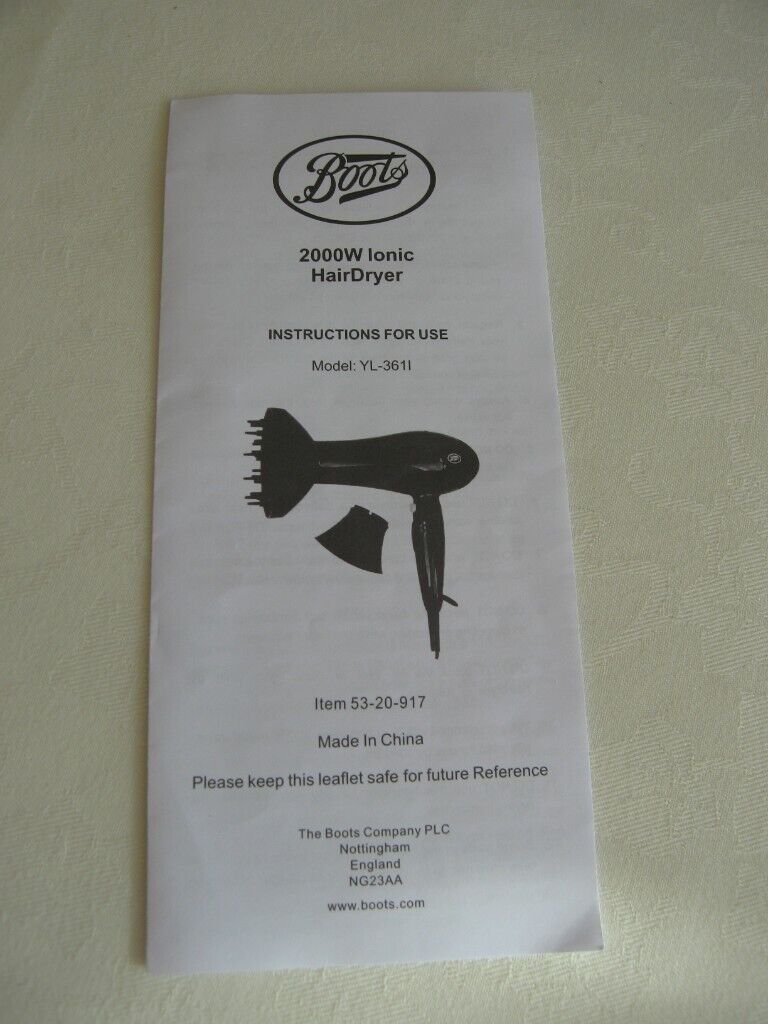 Boots
2000W Ionic
HairDryer
INSTRUCTIONS FOR USE
Model: YL-361I
Item 53-20-917
Made In China
Please keep this leaflet safe for future Reference
The Boots Company PLC
Nottingham
England
NG23AA
www.boots.com